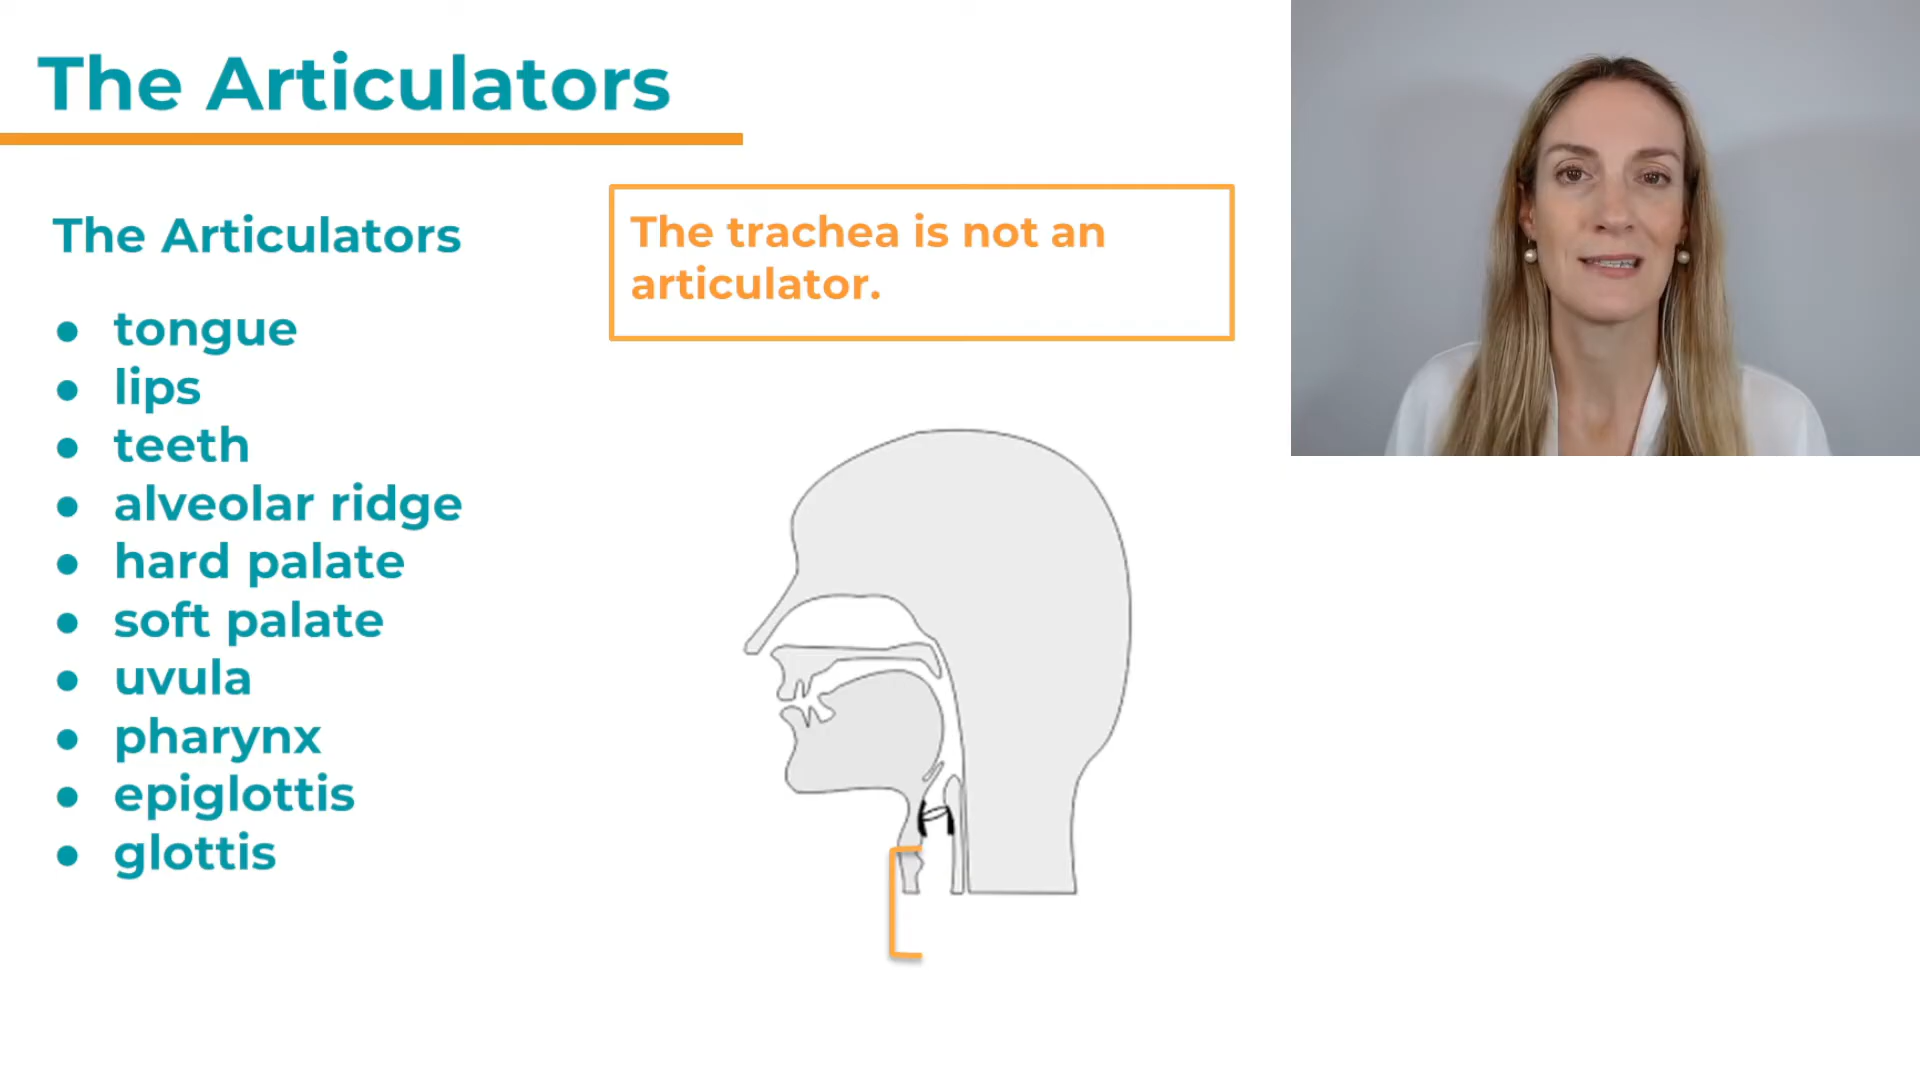 The Articulators
The Articulators
● tongue
● lips
● teeth
● alveolar ridge
● hard palate
● soft palate
● uvula
● pharynx
● epiglottis
● glottis
The trachea is not an
articulator.